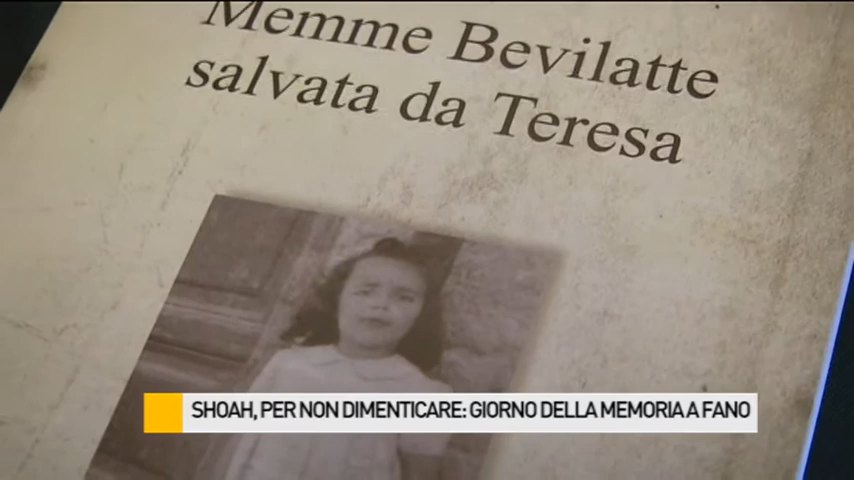 Memme Bevilatte
salvata da Teresa
SHOAH, PER NON DIMENTICARE: GIORNO DELLA MEMORIA A FANO